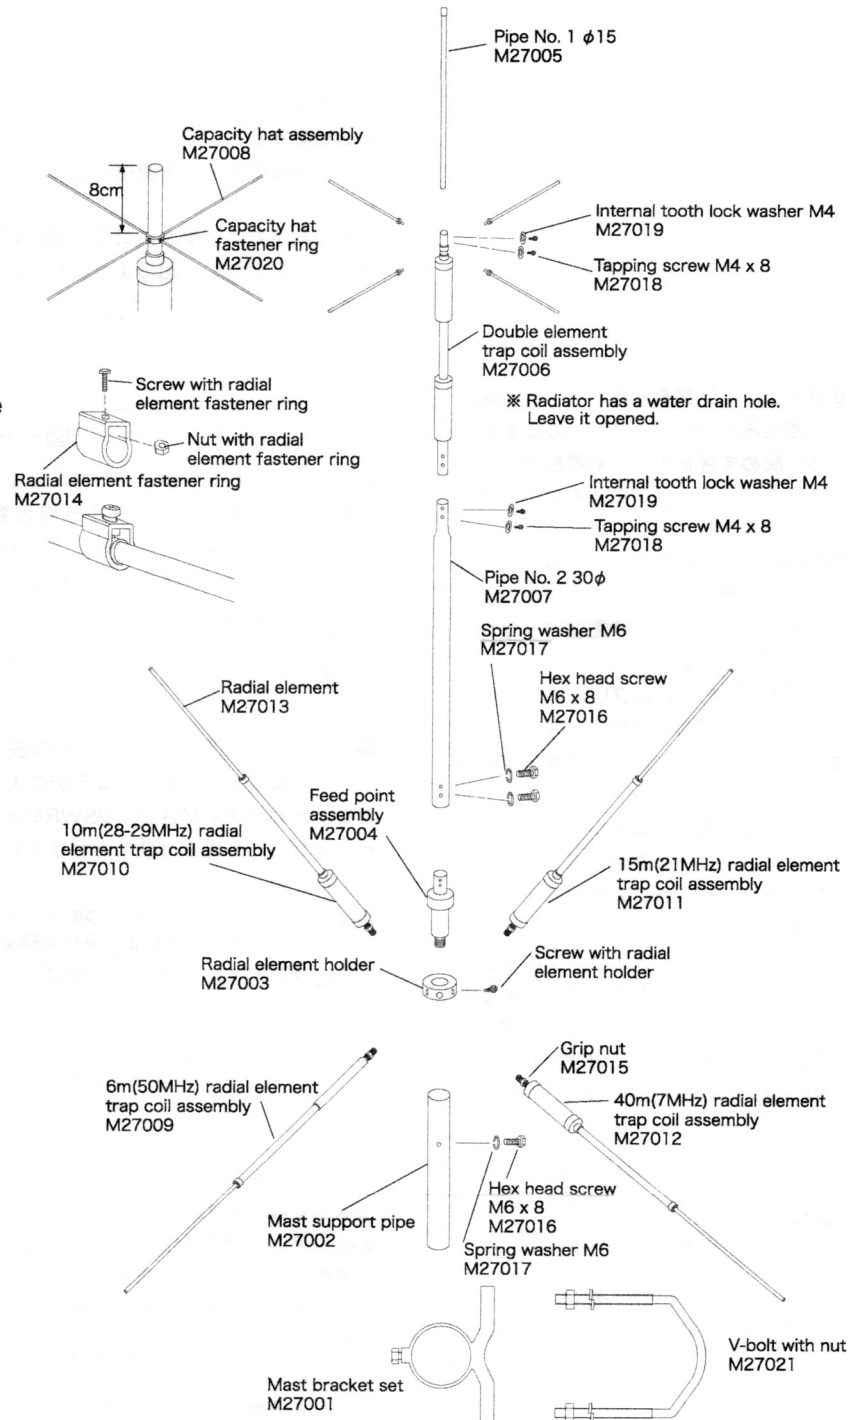 Pipe No. 1 φ15
M27005
Capacity hat assembly
M27008
8cm
Capacity hat
fastener ring
M27020
Internal tooth lock washer M4
M27019
Tapping screw M4 x 8
M27018
Double element
trap coil assembly
M27006
※ Radiator has a water drain hole.
Leave it opened.
Screw with radial
element fastener ring
Nut with radial
element fastener ring
Radial element fastener ring
M27014
Internal tooth lock washer M4
M27019
Tapping screw M4 x 8
M27018
Pipe No. 2 30φ
M27007
Spring washer M6
M27017
Hex head screw
M6 x 8
M27016
Radial element
M27013
Feed point
assembly
M27004
10m(28-29MHz) radial
element trap coil assembly
M27010
15m(21MHz) radial element
trap coil assembly
M27011
Radial element holder
M27003
Screw with radial
element holder
Grip nut
M27015
6m(50MHz) radial element
trap coil assembly
M27009
40m(7MHz) radial element
trap coil assembly
M27012
Hex head screw
M6 x 8
M27016
Mast support pipe
M27002
Spring washer M6
M27017
V-bolt with nut
M27021
Mast bracket set
M27001